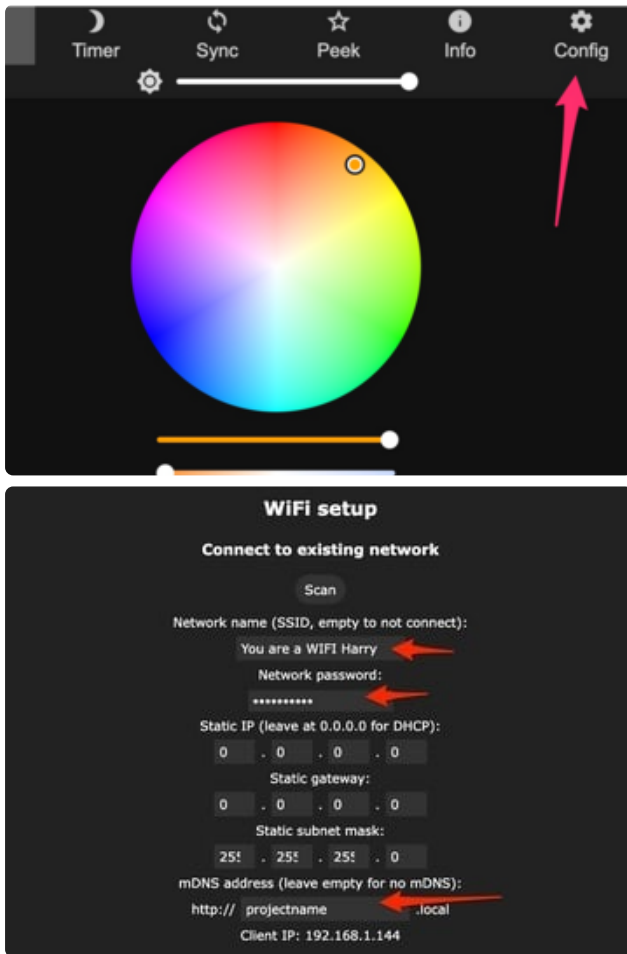 Timer Sync Peek Info Config
WiFi setup
Connect to existing network
Scan
Network name (SSID, empty to not connect):
You are a WIFI Harry
Network password:
••••••••••
Static IP (leave at 0.0.0.0 for DHCP):
0 . 0 . 0 . 0
Static gateway:
0 . 0 . 0 . 0
Static subnet mask:
255 . 255 . 255 . 0
mDNS address (leave empty for no mDNS):
http:// projectname .local
Client IP: 192.168.1.144